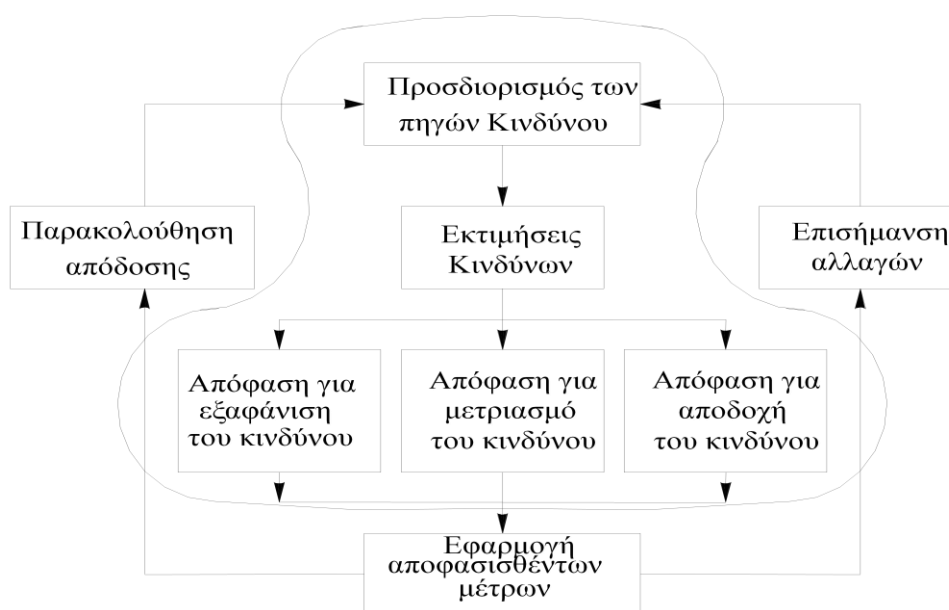 Προσδιορισμός των
πηγών Κινδύνου
Παρακολούθηση
απόδοσης
Εκτιμήσεις
Κινδύνων
Επισήμανση
αλλαγών
Απόφαση για
εξαφάνιση
του κινδύνου
Απόφαση για
μετριασμό
του κινδύνου
Απόφαση για
αποδοχή
του κινδύνου
Εφαρμογή
αποφασισθέντων
μέτρων